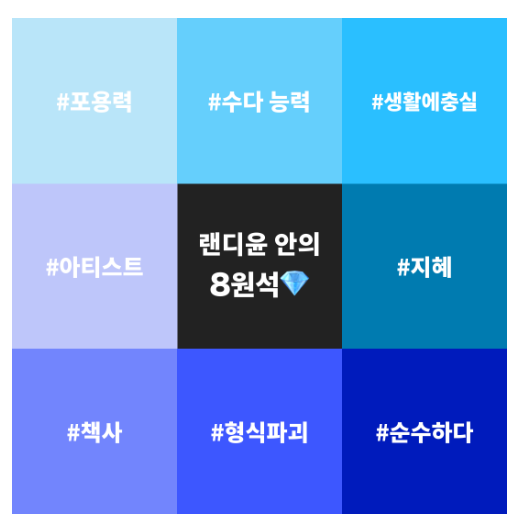 #포용력
#수다 능력
#생활에충실
#아티스트
랜디윤 안의
8원석💎
#지혜
#책사
#형식파괴
#순수하다